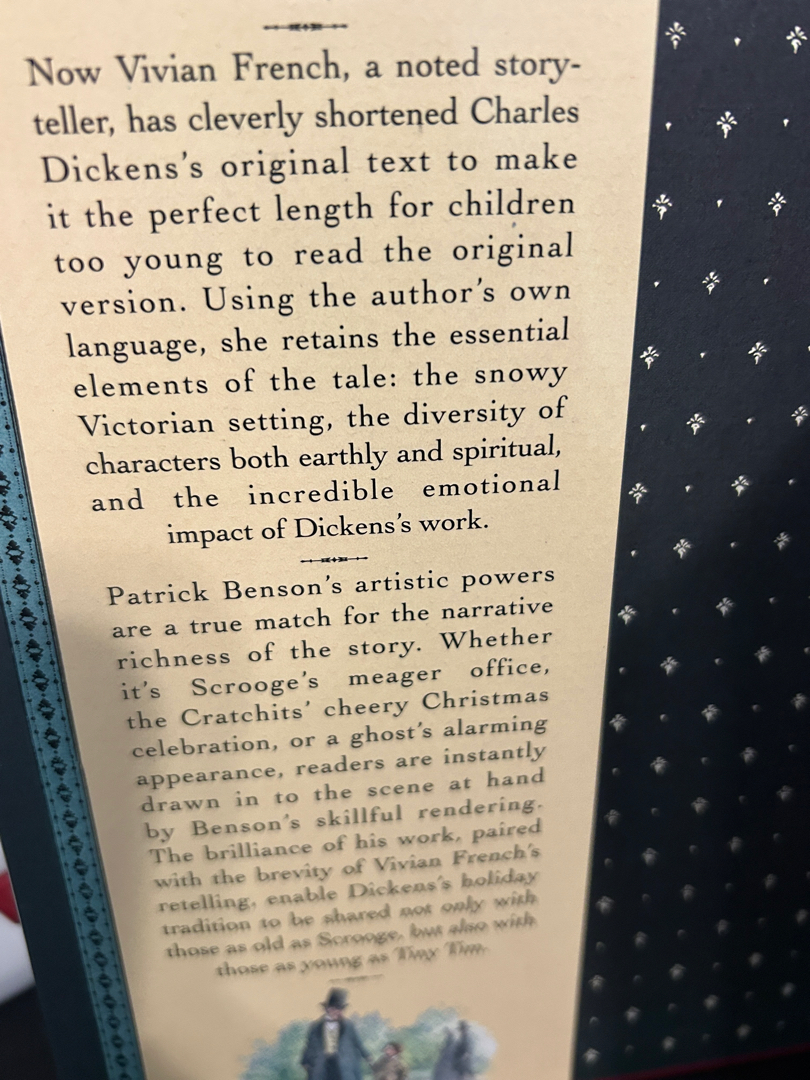 Now Vivian French, a noted story-
teller, has cleverly shortened Charles
Dickens's original text to make
it the perfect length for children
too young to read the original
version. Using the author's own
language, she retains the essential
elements of the tale: the snowy
Victorian setting, the diversity of
characters both earthly and spiritual,
and the incredible emotional
impact of Dickens's work.
Patrick Benson's artistic powers
are a true match for the narrative
richness of the story. Whether
it's Scrooge's meager office,
the Cratchits' cheery Christmas
celebration, or a ghost's alarming
appearance, readers are instantly
drawn in to the scene at hand
by Benson's skillful rendering.
The brilliance of his work, paired
with the brevity of Vivian French's
retelling, enable Dickens's holiday
tradition to be shared not only with
those as old as Scrooge, but also with
those as young as Tiny Tim.